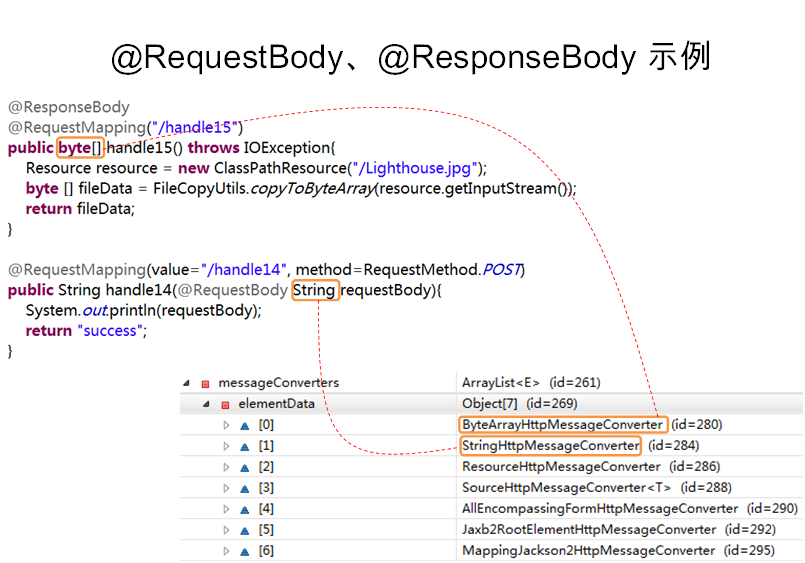 @RequestBody、@ResponseBody 示例
@ResponseBody
@RequestMapping("/handle15")
public byte[] handle15() throws IOException{
Resource resource = new ClassPathResource("/Lighthouse.jpg");
byte [] fileData = FileCopyUtils.copyToByteArray(resource.getInputStream());
return fileData;
}
@RequestMapping(value="/handle14", method=RequestMethod.POST)
public String handle14(@RequestBody String requestBody){
System.out.println(requestBody);
return "success";
}
messageConverters ArrayList<E> (id=261)
elementData Object[7] (id=269)
[0] ByteArrayHttpMessageConverter (id=280)
[1] StringHttpMessageConverter (id=284)
[2] ResourceHttpMessageConverter (id=286)
[3] SourceHttpMessageConverter<T> (id=288)
[4] AllEncompassingFormHttpMessageConverter (id=290)
[5] Jaxb2RootElementHttpMessageConverter (id=292)
[6] MappingJackson2HttpMessageConverter (id=295)